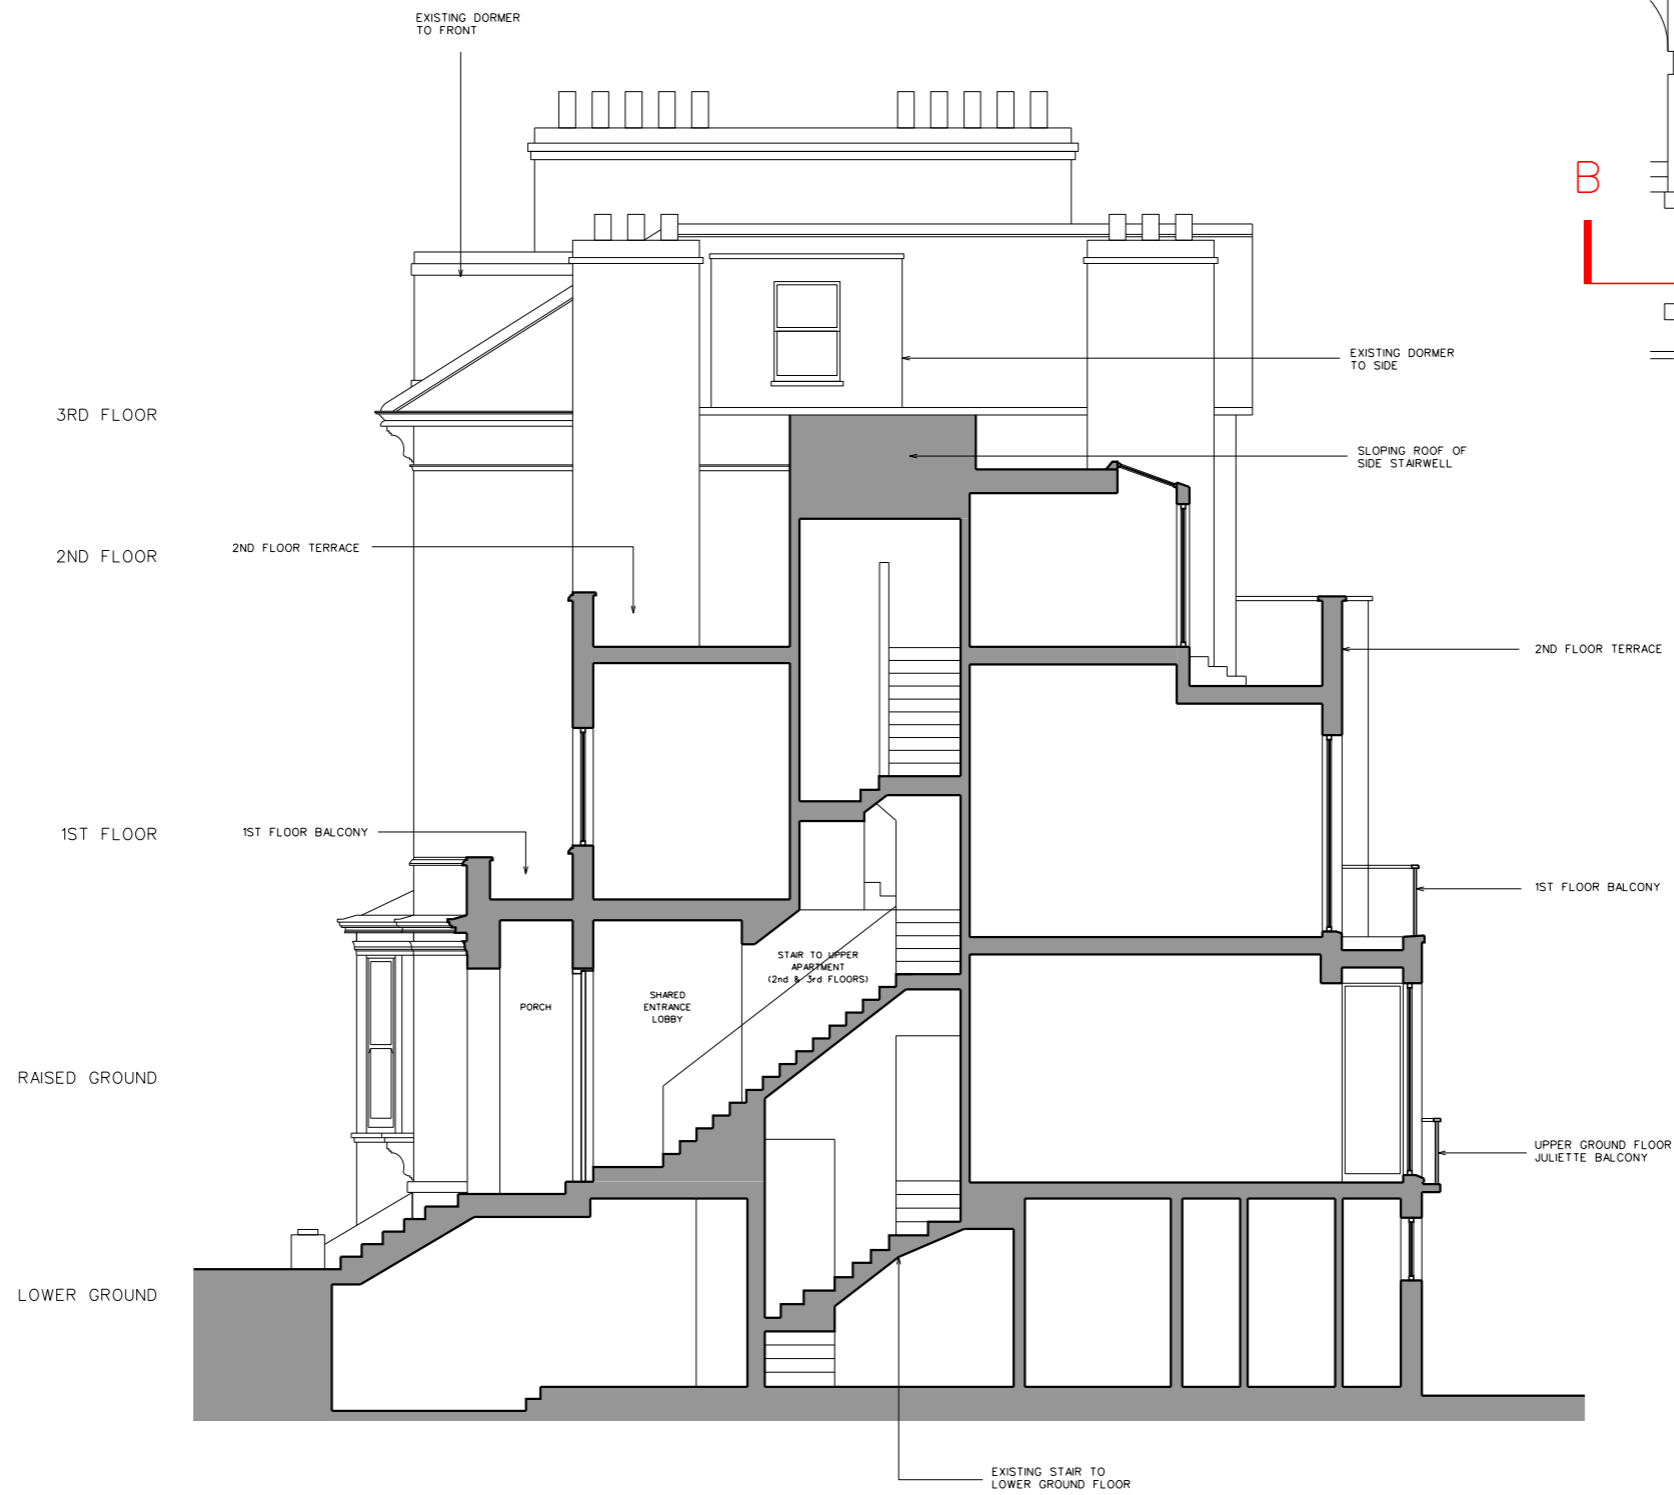 EXISTING DORMER
TO FRONT
B
EXISTING DORMER
TO SIDE
3RD FLOOR
SLOPING ROOF OF
SIDE STAIRWELL
2ND FLOOR
2ND FLOOR TERRACE
2ND FLOOR TERRACE
1ST FLOOR
1ST FLOOR BALCONY
1ST FLOOR BALCONY
STAIR TO UPPER
APARTMENT
(2nd & 3rd FLOORS)
PORCH
SHARED
ENTRANCE
LOBBY
RAISED GROUND
UPPER GROUND FLOOR
JULIETTE BALCONY
LOWER GROUND
EXISTING STAIR TO
LOWER GROUND FLOOR